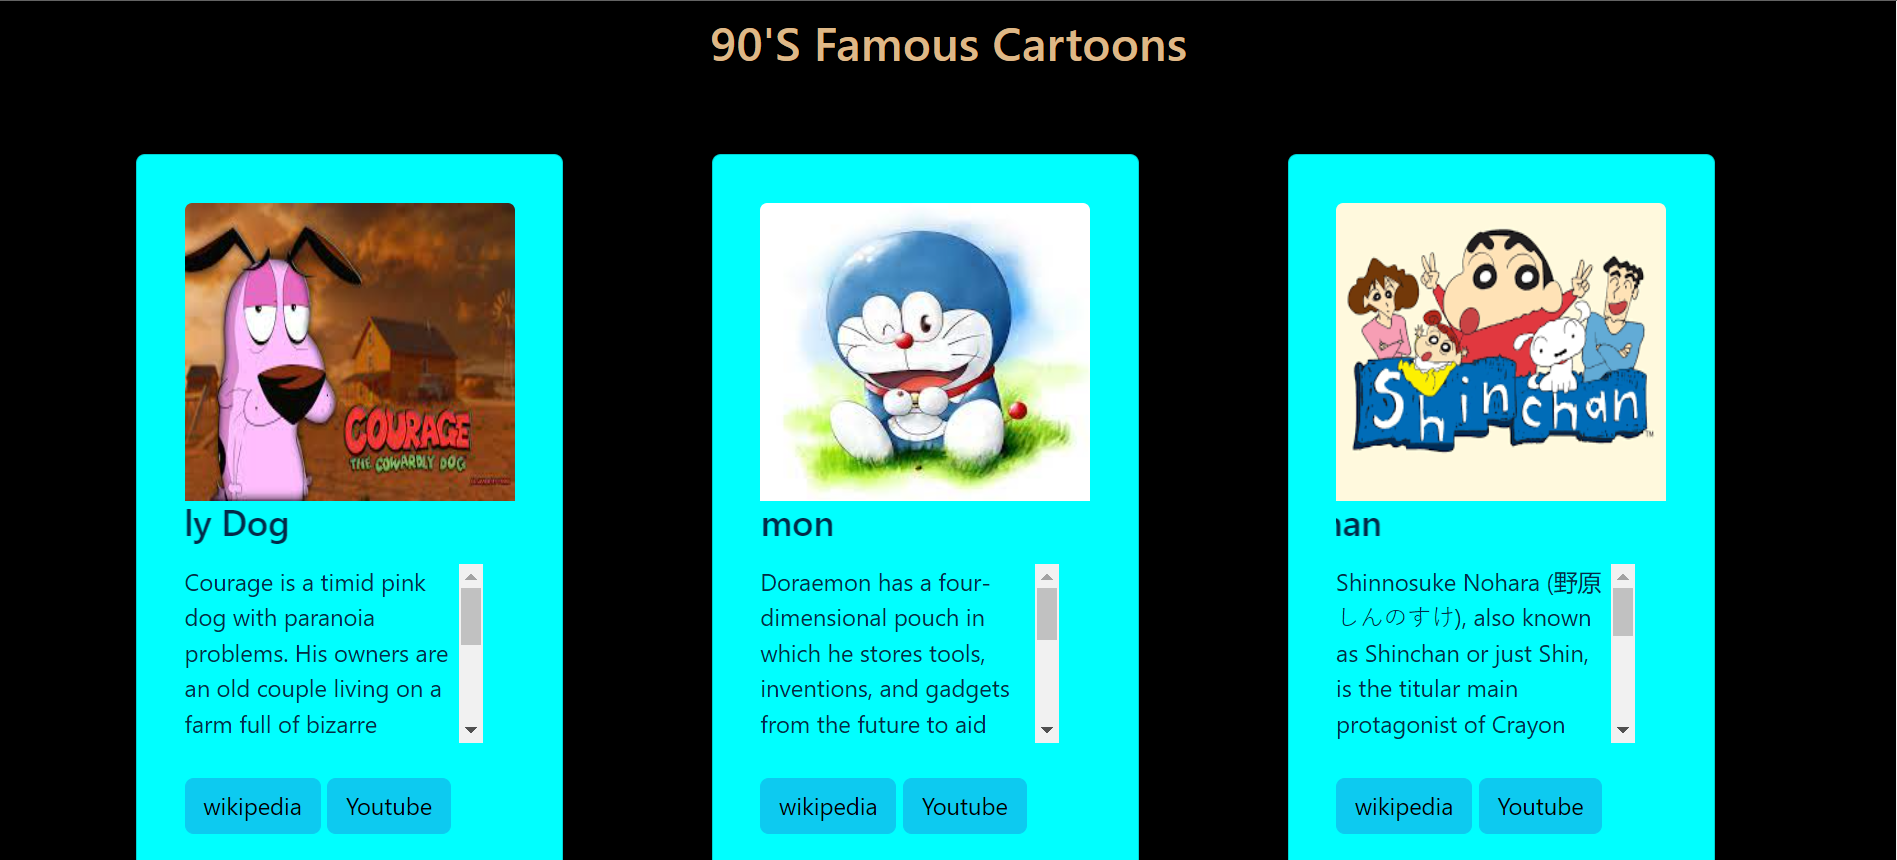 90'S Famous Cartoons
COURAGE
THE COWARDLY DOG
Shinchan
TM
ly Dog
mon
nan
Courage is a timid pink
dog with paranoia
problems. His owners are
an old couple living on a
farm full of bizarre
Doraemon has a four-
dimensional pouch in
which he stores tools,
inventions, and gadgets
from the future to aid
Shinnosuke Nohara (野原
しんのすけ), also known
as Shinchan or just Shin,
is the titular main
protagonist of Crayon
wikipedia Youtube
wikipedia Youtube
wikipedia Youtube